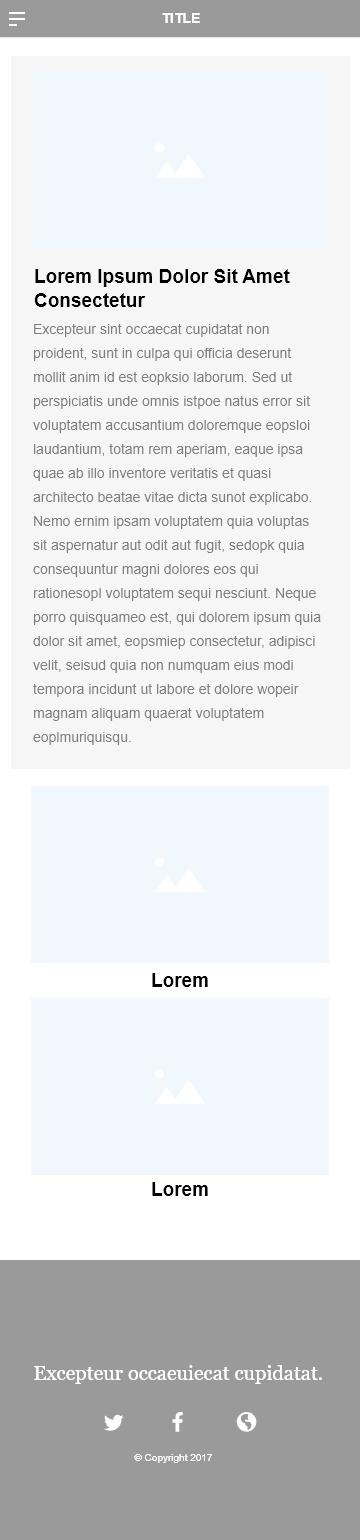 TITLE
Lorem Ipsum Dolor Sit Amet
Consectetur
Excepteur sint occaecat cupidatat non
proident, sunt in culpa qui officia deserunt
mollit anim id est eopksio laborum. Sed ut
perspiciatis unde omnis istpoe natus error sit
voluptatem accusantium doloremque eopsloi
laudantium, totam rem aperiam, eaque ipsa
quae ab illo inventore veritatis et quasi
architecto beatae vitae dicta sunot explicabo.
Nemo ernim ipsam voluptatem quia voluptas
sit aspernatur aut odit aut fugit, sedopk quia
consequuntur magni dolores eos qui
rationesopl voluptatem sequi nesciunt. Neque
porro quisquameo est, qui dolorem ipsum quia
dolor sit amet, eopsmiep consectetur, adipisci
velit, seisud quia non numquam eius modi
tempora incidunt ut labore et dolore wopeir
magnam aliquam quaerat voluptatem
eoplmuriquisqu.
Lorem
Lorem
Excepteur occaeuiecat cupidatat.
© Copyright 2017